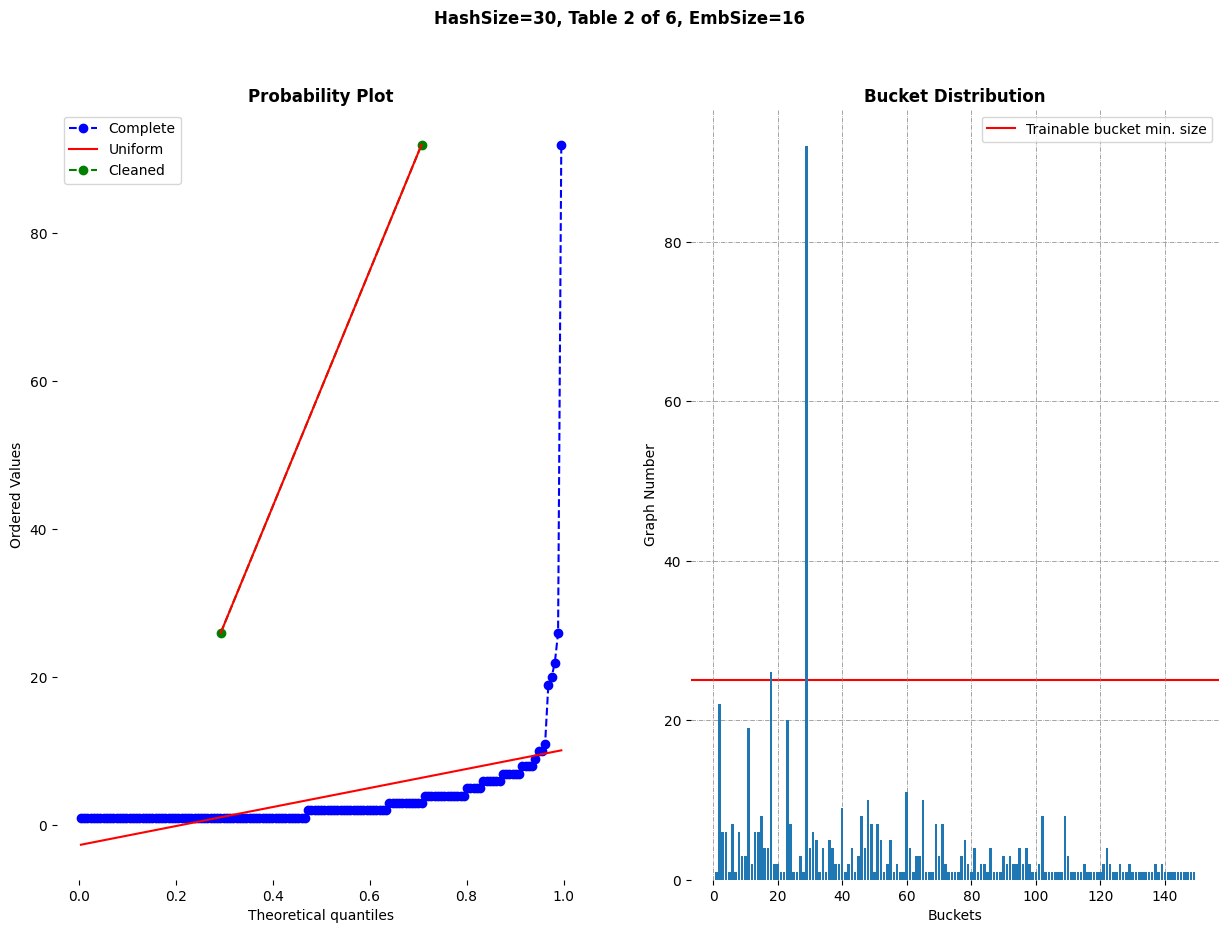 HashSize=30, Table 2 of 6, EmbSize=16
Probability Plot
Complete
Uniform
Cleaned
80
60
40
20
0
Ordered Values
0.0 0.2 0.4 0.6 0.8 1.0
Theoretical quantiles
Bucket Distribution
Trainable bucket min. size
80
60
40
20
0
Graph Number
0 20 40 60 80 100 120 140
Buckets